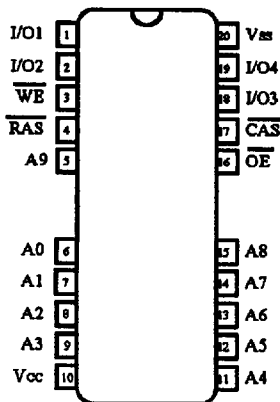 I/O1 1 20 Vss
I/O2 2 19 I/O4
WE 3 18 I/O3
RAS 4 17 CAS
A9 5 16 OE
A0 6 15 A8
A1 7 14 A7
A2 8 13 A6
A3 9 12 A5
Vcc 10 11 A4